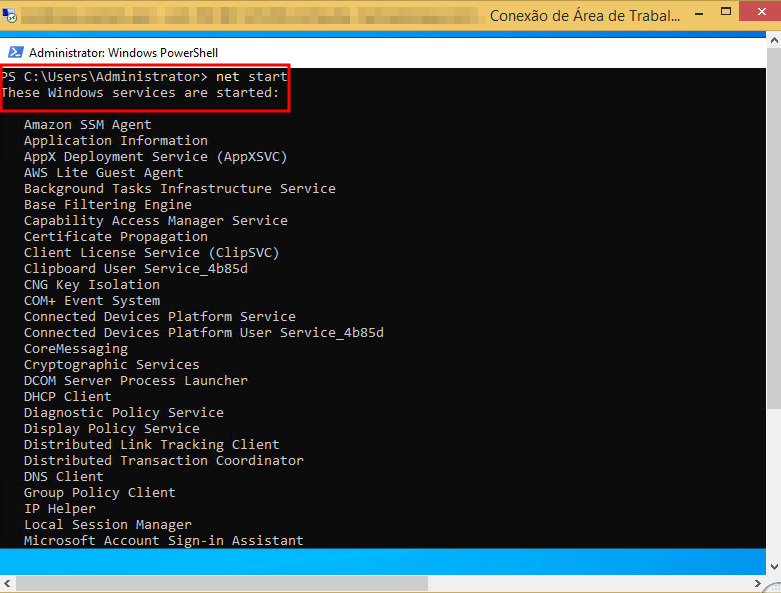 Conexão de Área de Trabal...
Administrator: Windows PowerShell
PS C:\Users\Administrator> net start
These Windows services are started:
Amazon SSM Agent
Application Information
AppX Deployment Service (AppXSVC)
AWS Lite Guest Agent
Background Tasks Infrastructure Service
Base Filtering Engine
Capability Access Manager Service
Certificate Propagation
Client License Service (ClipSVC)
Clipboard User Service_4b85d
CNG Key Isolation
COM+ Event System
Connected Devices Platform Service
Connected Devices Platform User Service_4b85d
CoreMessaging
Cryptographic Services
DCOM Server Process Launcher
DHCP Client
Diagnostic Policy Service
Display Policy Service
Distributed Link Tracking Client
Distributed Transaction Coordinator
DNS Client
Group Policy Client
IP Helper
Local Session Manager
Microsoft Account Sign-in Assistant